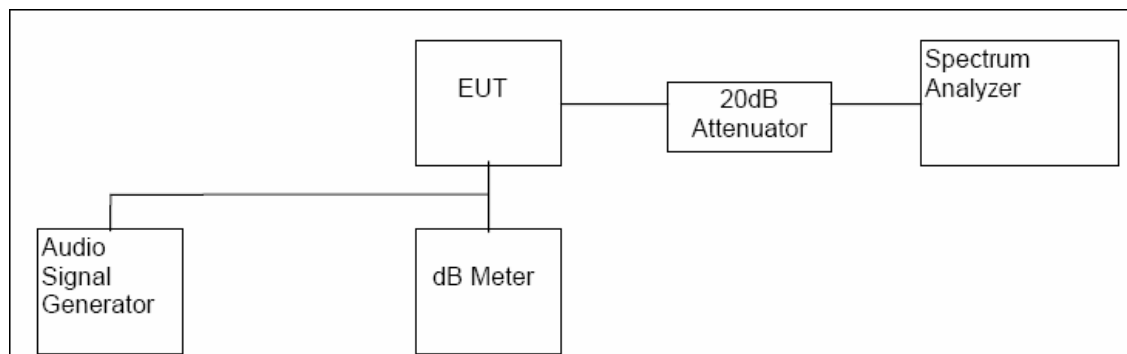 EUT
20dB
Attenuator
Spectrum
Analyzer
Audio
Signal
Generator
dB Meter